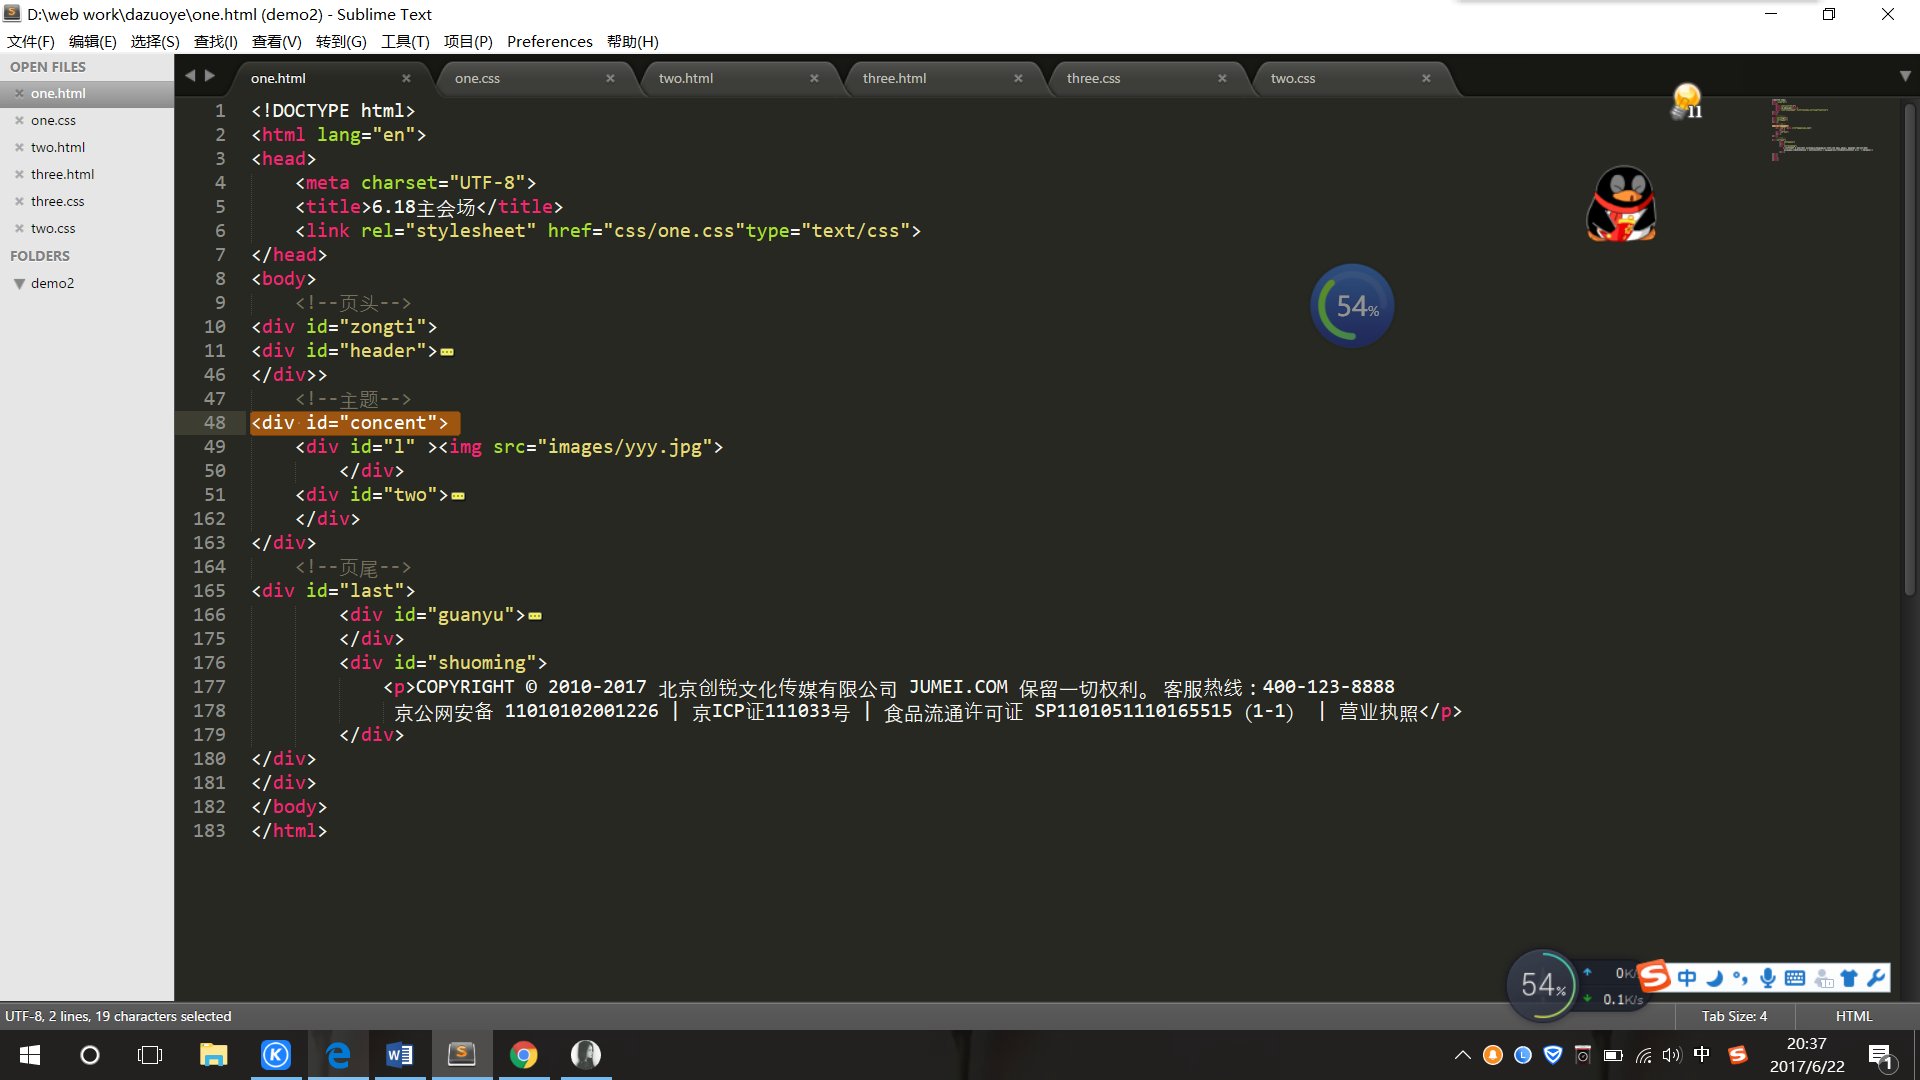 D:\web work\dazuoye\one.html (demo2) - Sublime Text
文件(F) 编辑(E) 选择(S) 查找(I) 查看(V) 转到(G) 工具(T) 项目(P) Preferences 帮助(H)
OPEN FILES
one.html
one.css
two.html
three.html
three.css
two.css
FOLDERS
demo2
one.html one.css two.html three.html three.css two.css
1 <!DOCTYPE html>
2 <html lang="en">
3 <head>
4 <meta charset="UTF-8">
5 <title>6.18主会场</title>
6 <link rel="stylesheet" href="css/one.css"type="text/css">
7 </head>
8 <body>
9 <!--页头-->
10 <div id="zongti">
11 <div id="header">
46 </div>>
47 <!--主题-->
48 <div id="concent">
49 <div id="l" ><img src="images/yyy.jpg">
50 </div>
51 <div id="two">
162 </div>
163 </div>
164 <!--页尾-->
165 <div id="last">
166 <div id="guanyu">
175 </div>
176 <div id="shuoming">
177 <p>COPYRIGHT © 2010-2017 北京创锐文化传媒有限公司 JUMEI.COM 保留一切权利。 客服热线：400-123-8888
178 京公网安备 11010102001226 | 京ICP证111033号 | 食品流通许可证 SP1101051110165515（1-1） | 营业执照</p>
179 </div>
180 </div>
181 </div>
182 </body>
183 </html>
11
54%
54%
0K/s
0.1K/s
中
UTF-8, 2 lines, 19 characters selected
Tab Size: 4
HTML
中
20:37
2017/6/22
1